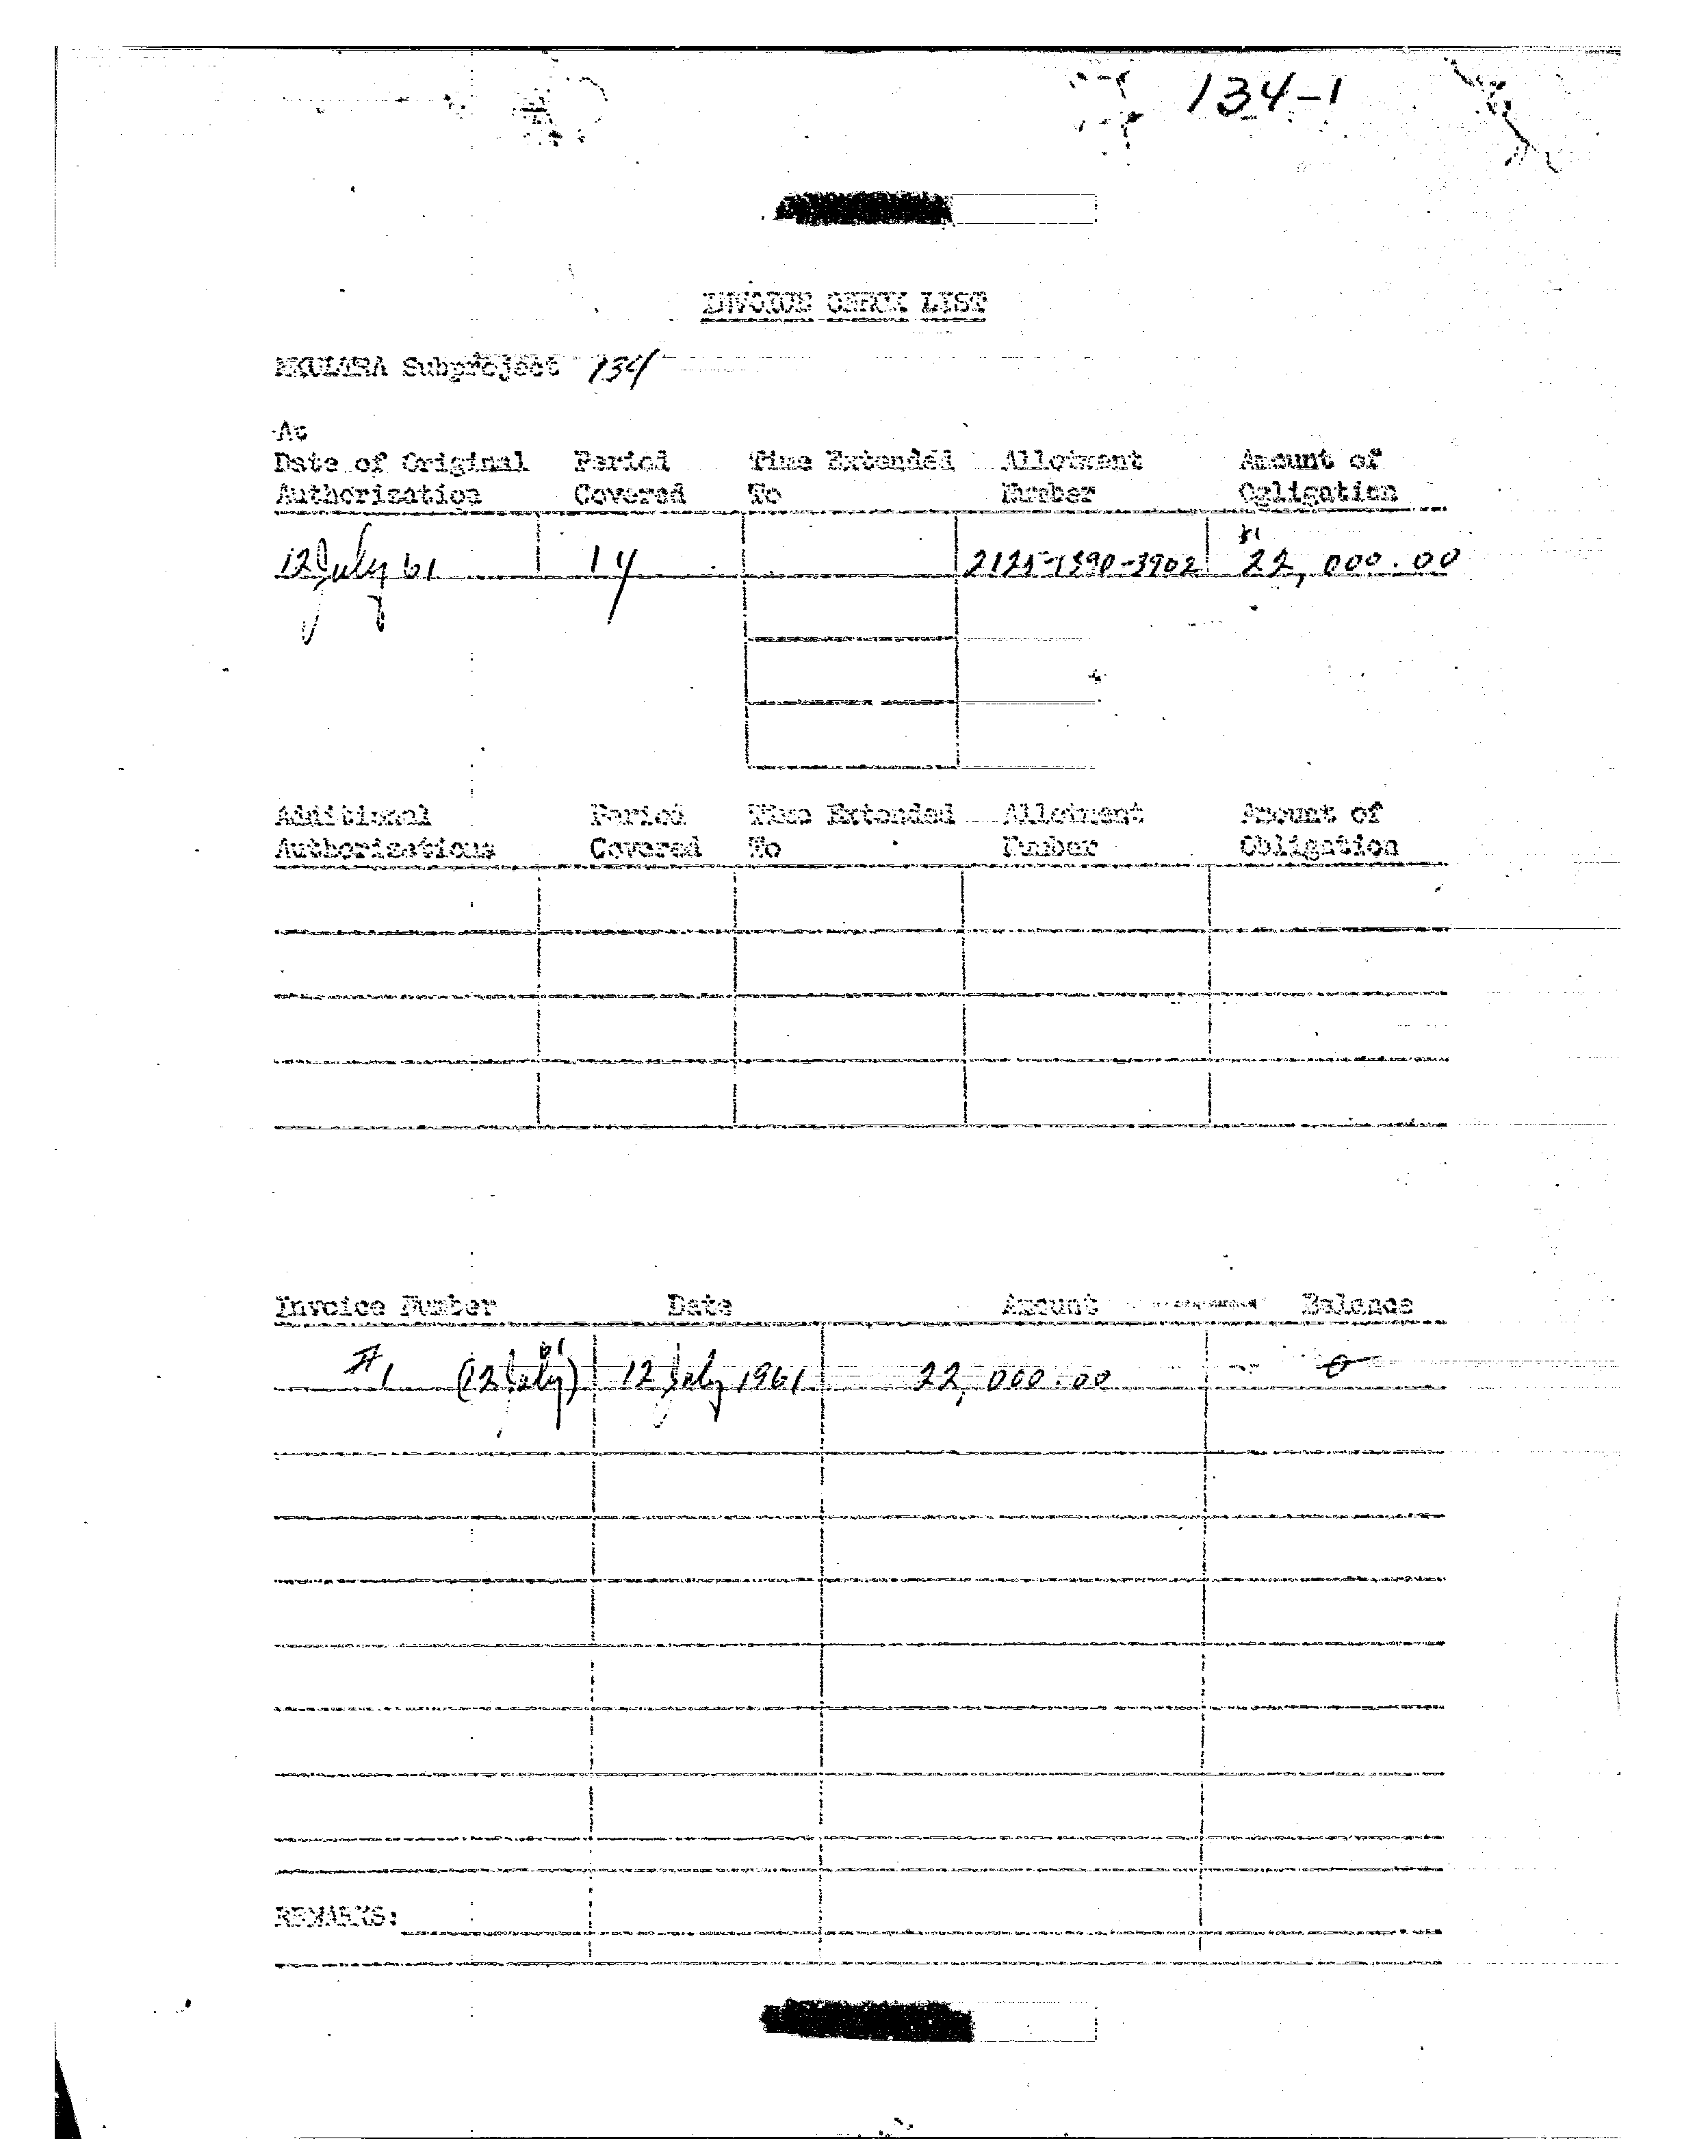 134-1
INVOICE CHECK LIST
MKULTRA Subproject 134
At
Date of Original Period Time Extended Allotment Amount of
Authorization Covered To Number Ogligation
12 July 61 1 y 2125-1390-3902 22, 000.00
Additional Period Time Extended Allotment Amount of
Authorizations Covered To Number Obligation
Invoice Number Date Amount Balance
#1 (12 July 61) 12 July 1961 22, 000.00 0
REMARKS: